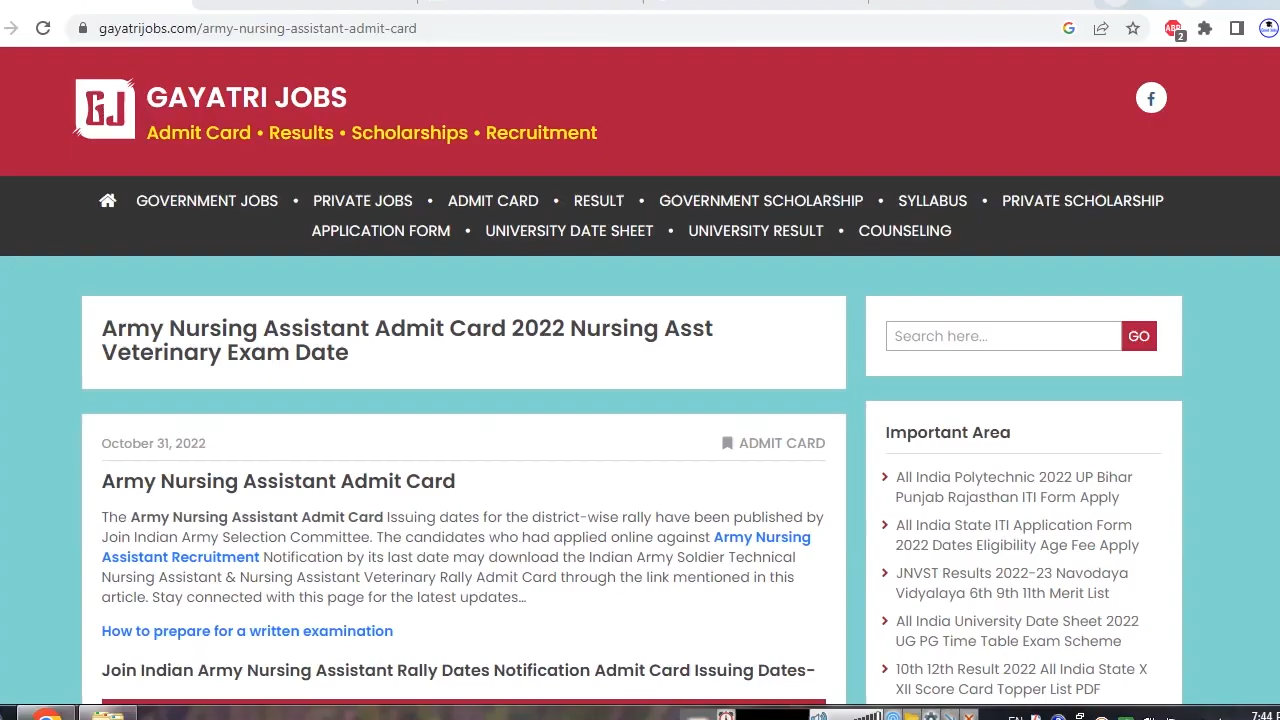 gayatrijobs.com/army-nursing-assistant-admit-card
ABP
2
GJ
GAYATRI JOBS
Admit Card • Results • Scholarships • Recruitment
f
GOVERNMENT JOBS • PRIVATE JOBS • ADMIT CARD • RESULT • GOVERNMENT SCHOLARSHIP • SYLLABUS • PRIVATE SCHOLARSHIP
APPLICATION FORM • UNIVERSITY DATE SHEET • UNIVERSITY RESULT • COUNSELING
Army Nursing Assistant Admit Card 2022 Nursing Asst
Veterinary Exam Date
October 31, 2022
ADMIT CARD
Army Nursing Assistant Admit Card
The Army Nursing Assistant Admit Card Issuing dates for the district-wise rally have been published by
Join Indian Army Selection Committee. The candidates who had applied online against Army Nursing
Assistant Recruitment Notification by its last date may download the Indian Army Soldier Technical
Nursing Assistant & Nursing Assistant Veterinary Rally Admit Card through the link mentioned in this
article. Stay connected with this page for the latest updates…
How to prepare for a written examination
Join Indian Army Nursing Assistant Rally Dates Notification Admit Card Issuing Dates-
Search here...
GO
Important Area
All India Polytechnic 2022 UP Bihar
Punjab Rajasthan ITI Form Apply
All India State ITI Application Form
2022 Dates Eligibility Age Fee Apply
JNVST Results 2022-23 Navodaya
Vidyalaya 6th 9th 11th Merit List
All India University Date Sheet 2022
UG PG Time Table Exam Scheme
10th 12th Result 2022 All India State X
XII Score Card Topper List PDF
EN
7:44